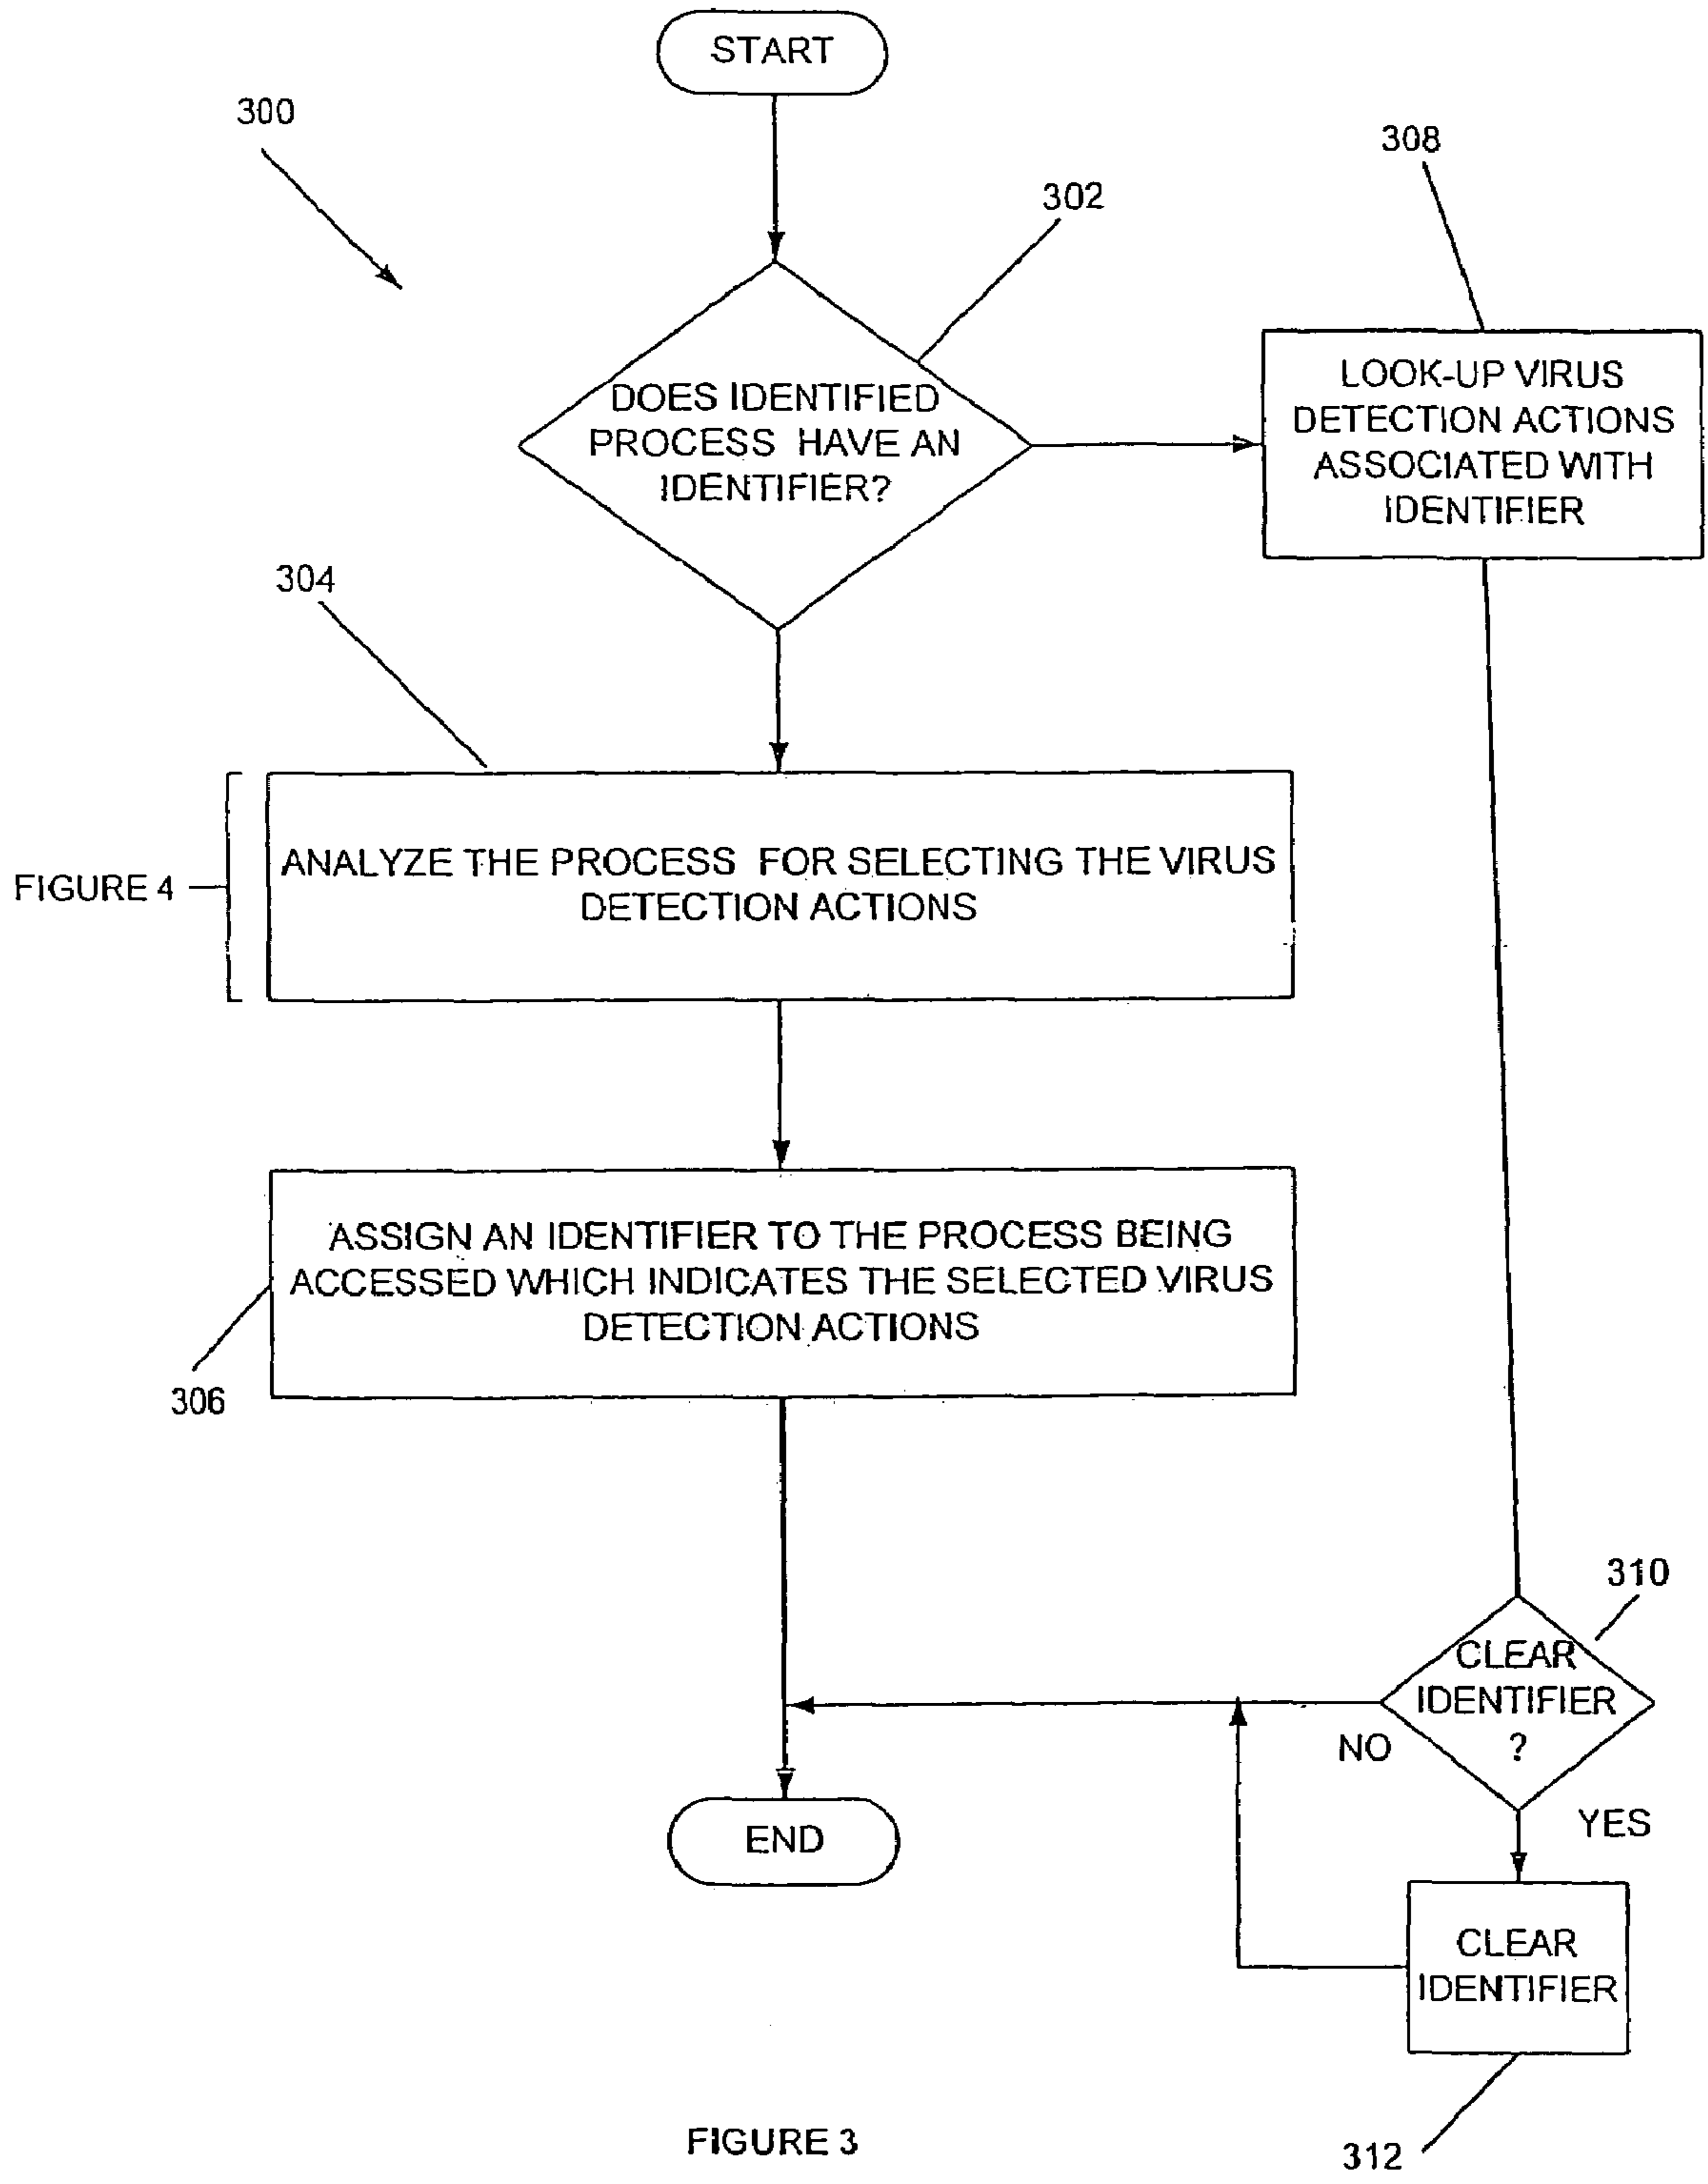 START
300
308
302
LOOK-UP VIRUS
DETECTION ACTIONS
ASSOCIATED WITH
IDENTIFIER
DOES IDENTIFIED
PROCESS HAVE AN
IDENTIFIER?
304
ANALYZE THE PROCESS FOR SELECTING THE VIRUS
DETECTION ACTIONS
FIGURE 4
ASSIGN AN IDENTIFIER TO THE PROCESS BEING
ACCESSED WHICH INDICATES THE SELECTED VIRUS
DETECTION ACTIONS
306
310
CLEAR
IDENTIFIER
?
NO
YES
END
CLEAR
IDENTIFIER
FIGURE 3
312